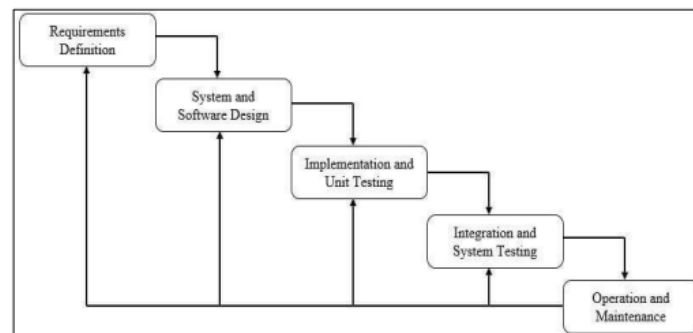 Requirements
Definition
System and
Software Design
Implementation and
Unit Testing
Integration and
System Testing
Operation and
Maintenance